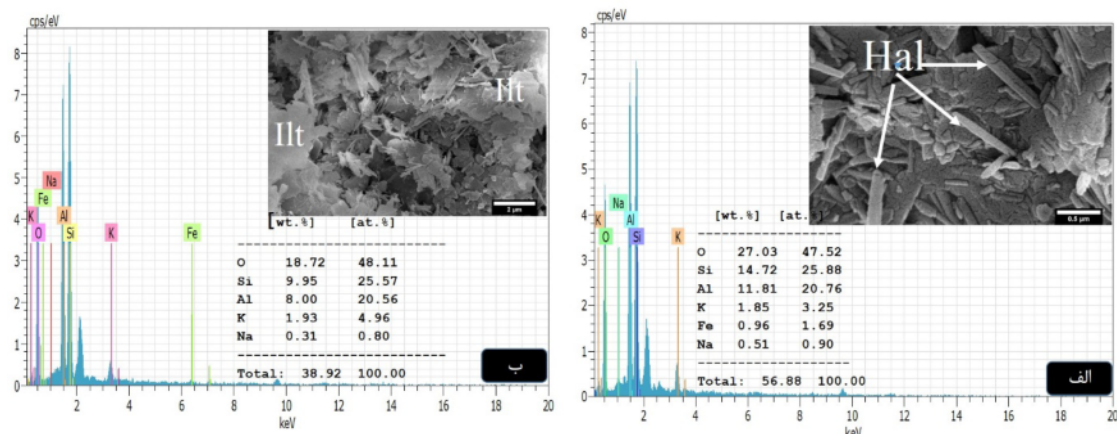 cps/eV
8
7
6
5
4
3
2
1
0
Na
Fe
K Al
O Si K Fe
Ilt
Ilt
2 µm
[wt.%] [at.%]
O 18.72 48.11
Si 9.95 25.57
Al 8.00 20.56
K 1.93 4.96
Na 0.31 0.80
Total: 38.92 100.00
ب
2 4 6 8 10 12 14 16 18 20
keV
cps/eV
8
7
6
5
4
3
2
1
0
Na
K Al
O Si K
Hal
0.5 µm
[wt.%] [at.%]
O 27.03 47.52
Si 14.72 25.88
Al 11.81 20.76
K 1.85 3.25
Fe 0.96 1.69
Na 0.51 0.90
Total: 56.88 100.00
الف
2 4 6 8 10 12 14 16 18 20
keV